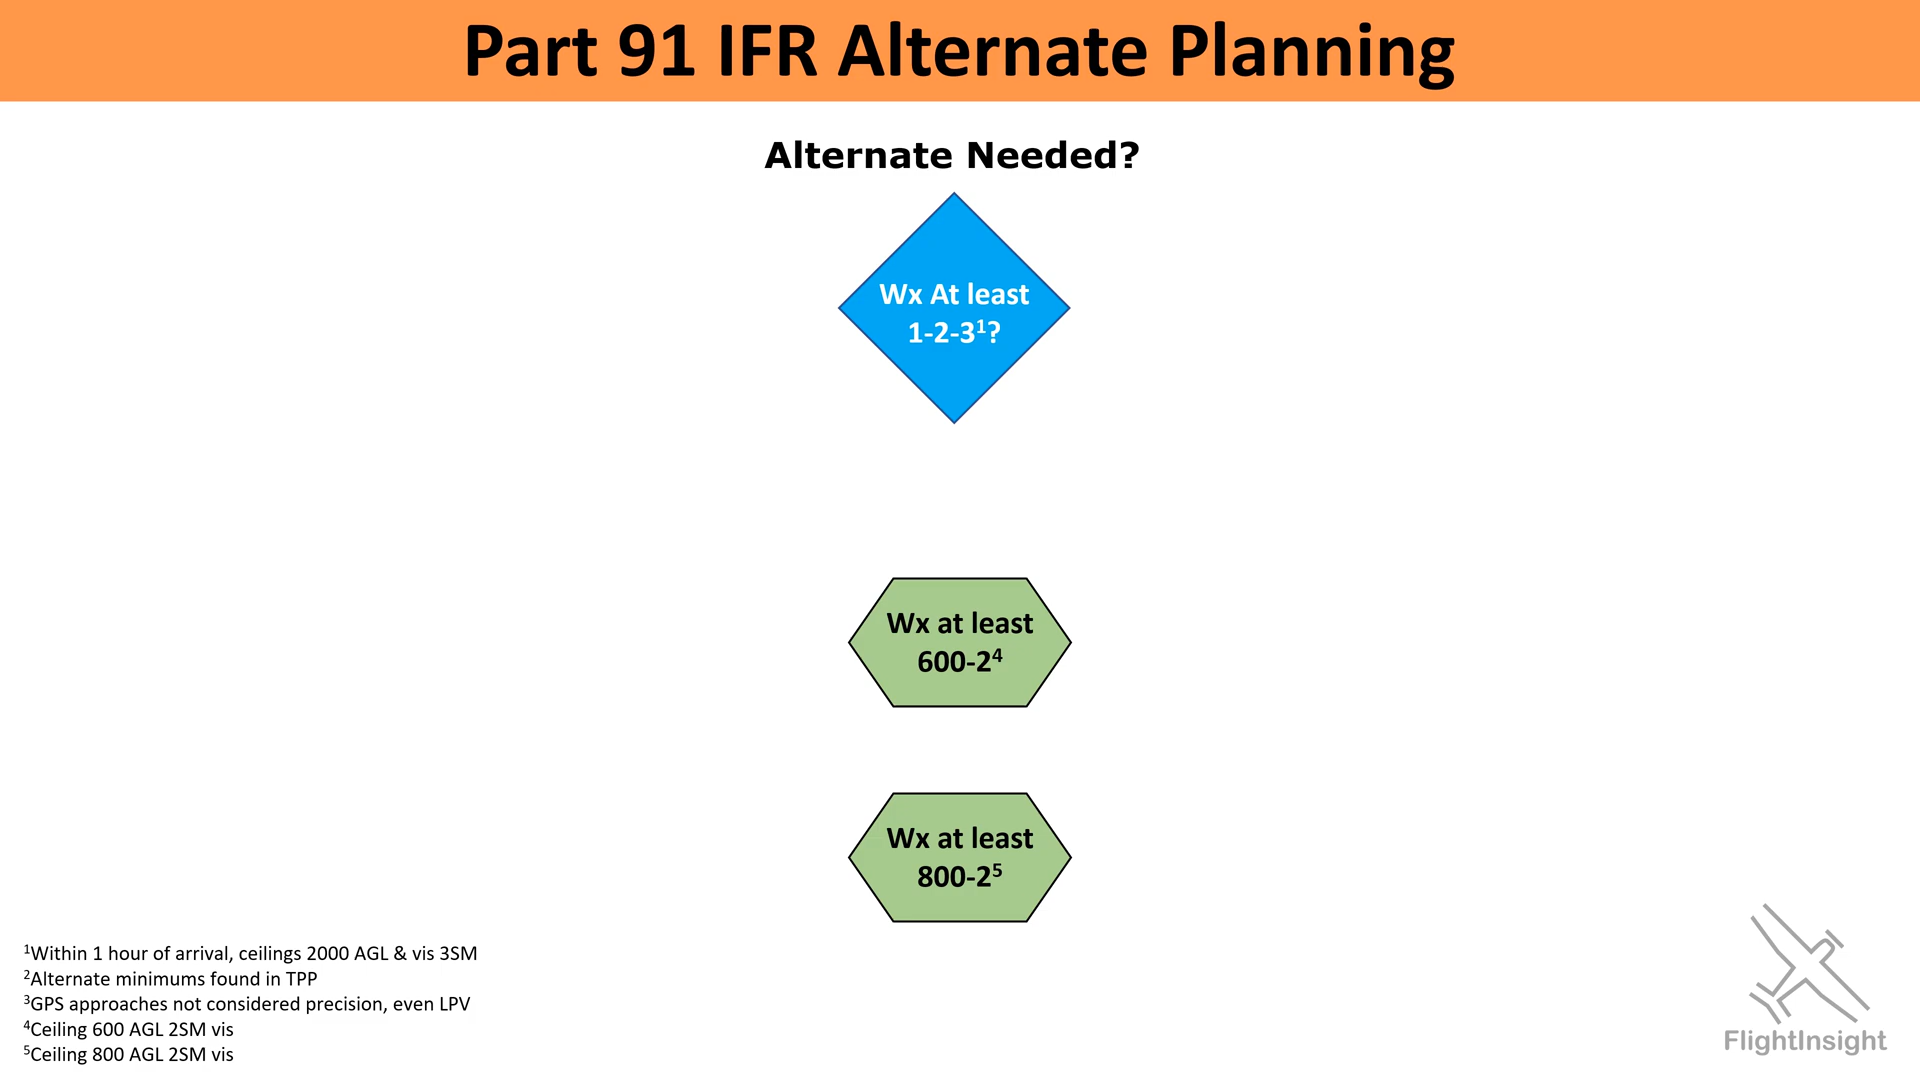 Part 91 IFR Alternate Planning
Alternate Needed?
Wx At least
1-2-3¹?
Wx at least
600-2⁴
Wx at least
800-2⁵
¹Within 1 hour of arrival, ceilings 2000 AGL & vis 3SM
²Alternate minimums found in TPP
³GPS approaches not considered precision, even LPV
⁴Ceiling 600 AGL 2SM vis
⁵Ceiling 800 AGL 2SM vis
FlightInsight